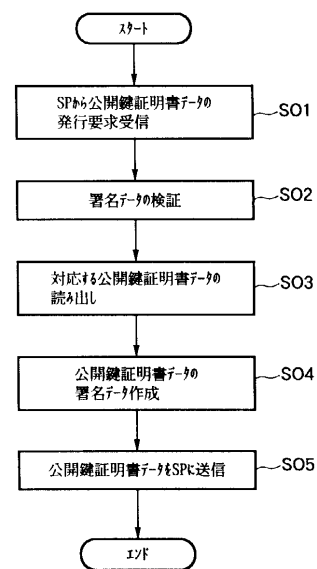 スタート
SPから公開鍵証明書データの
発行要求受信
SO1
署名データの検証
SO2
対応する公開鍵証明書データの
読み出し
SO3
公開鍵証明書データの
署名データ作成
SO4
公開鍵証明書データをSPに送信
SO5
エンド